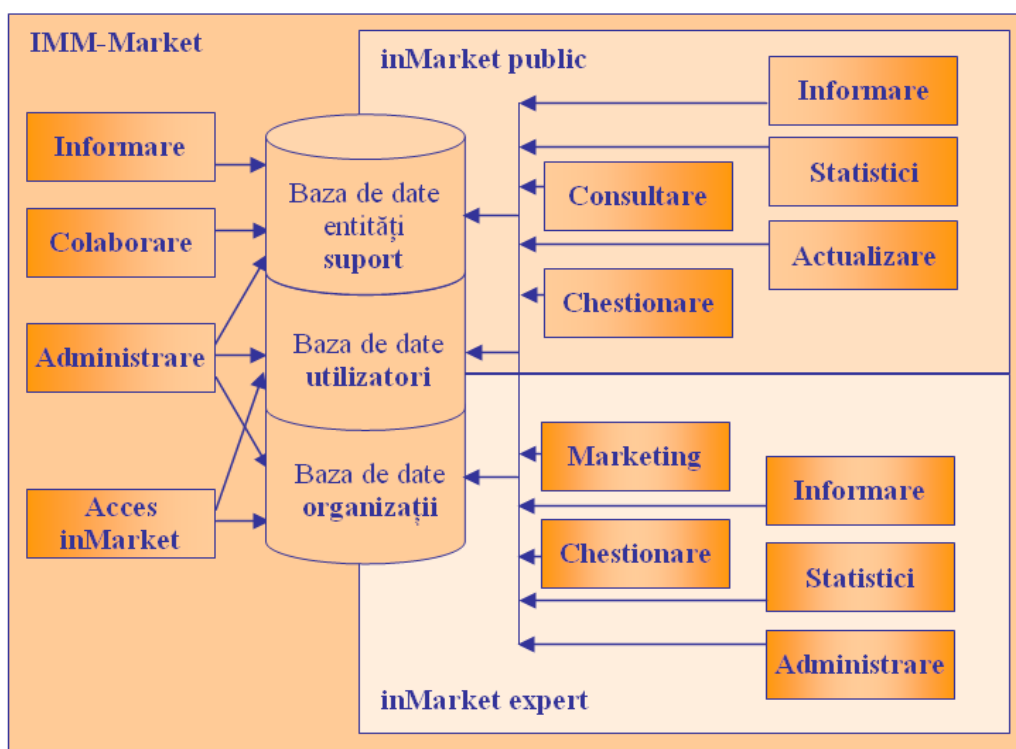 IMM-Market
Informare
Colaborare
Administrare
Acces
inMarket
Baza de date
entități
suport
Baza de date
utilizatori
Baza de date
organizații
inMarket public
Informare
Statistici
Consultare
Actualizare
Chestionare
Marketing
Informare
Chestionare
Statistici
Administrare
inMarket expert